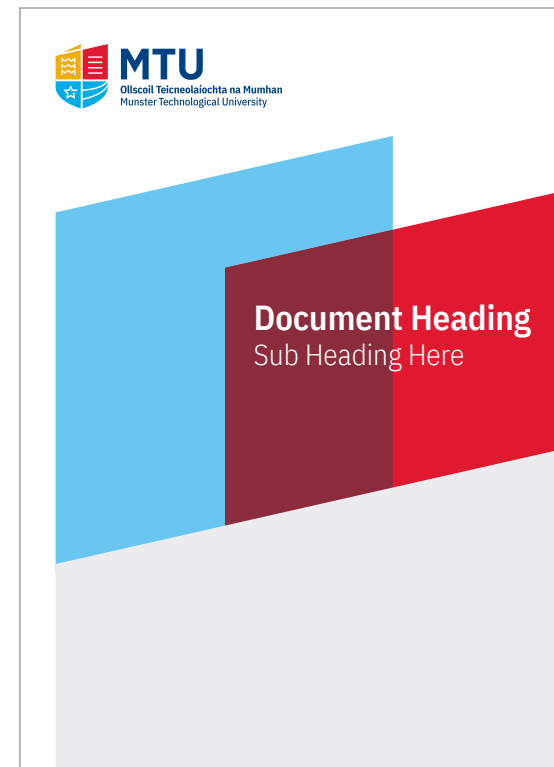 MTU
Ollscoil Teicneolaíochta na Mumhan
Munster Technological University
Document Heading
Sub Heading Here